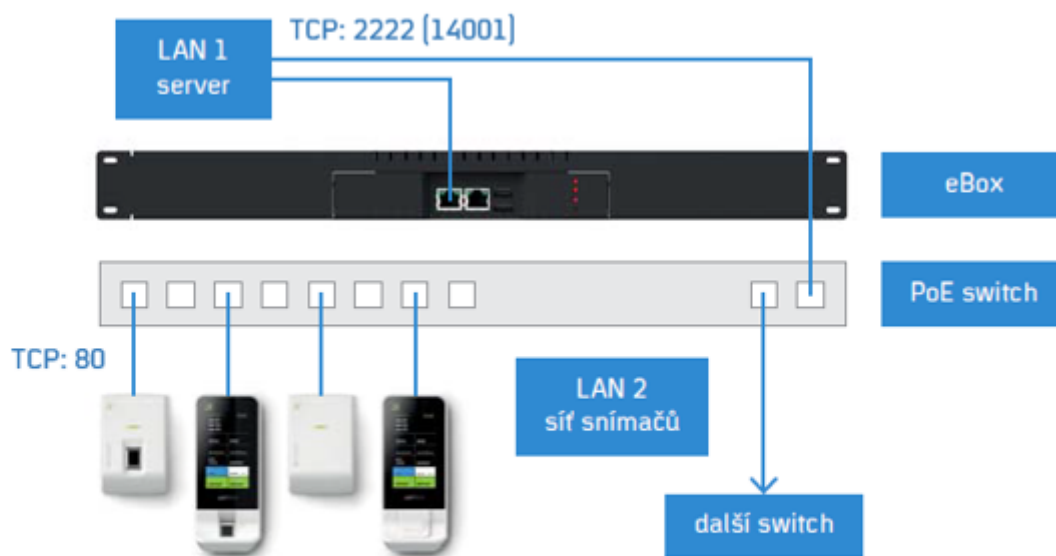 TCP: 2222 (14001)
LAN 1
server
eBox
PoE switch
TCP: 80
LAN 2
síť snímačů
další switch